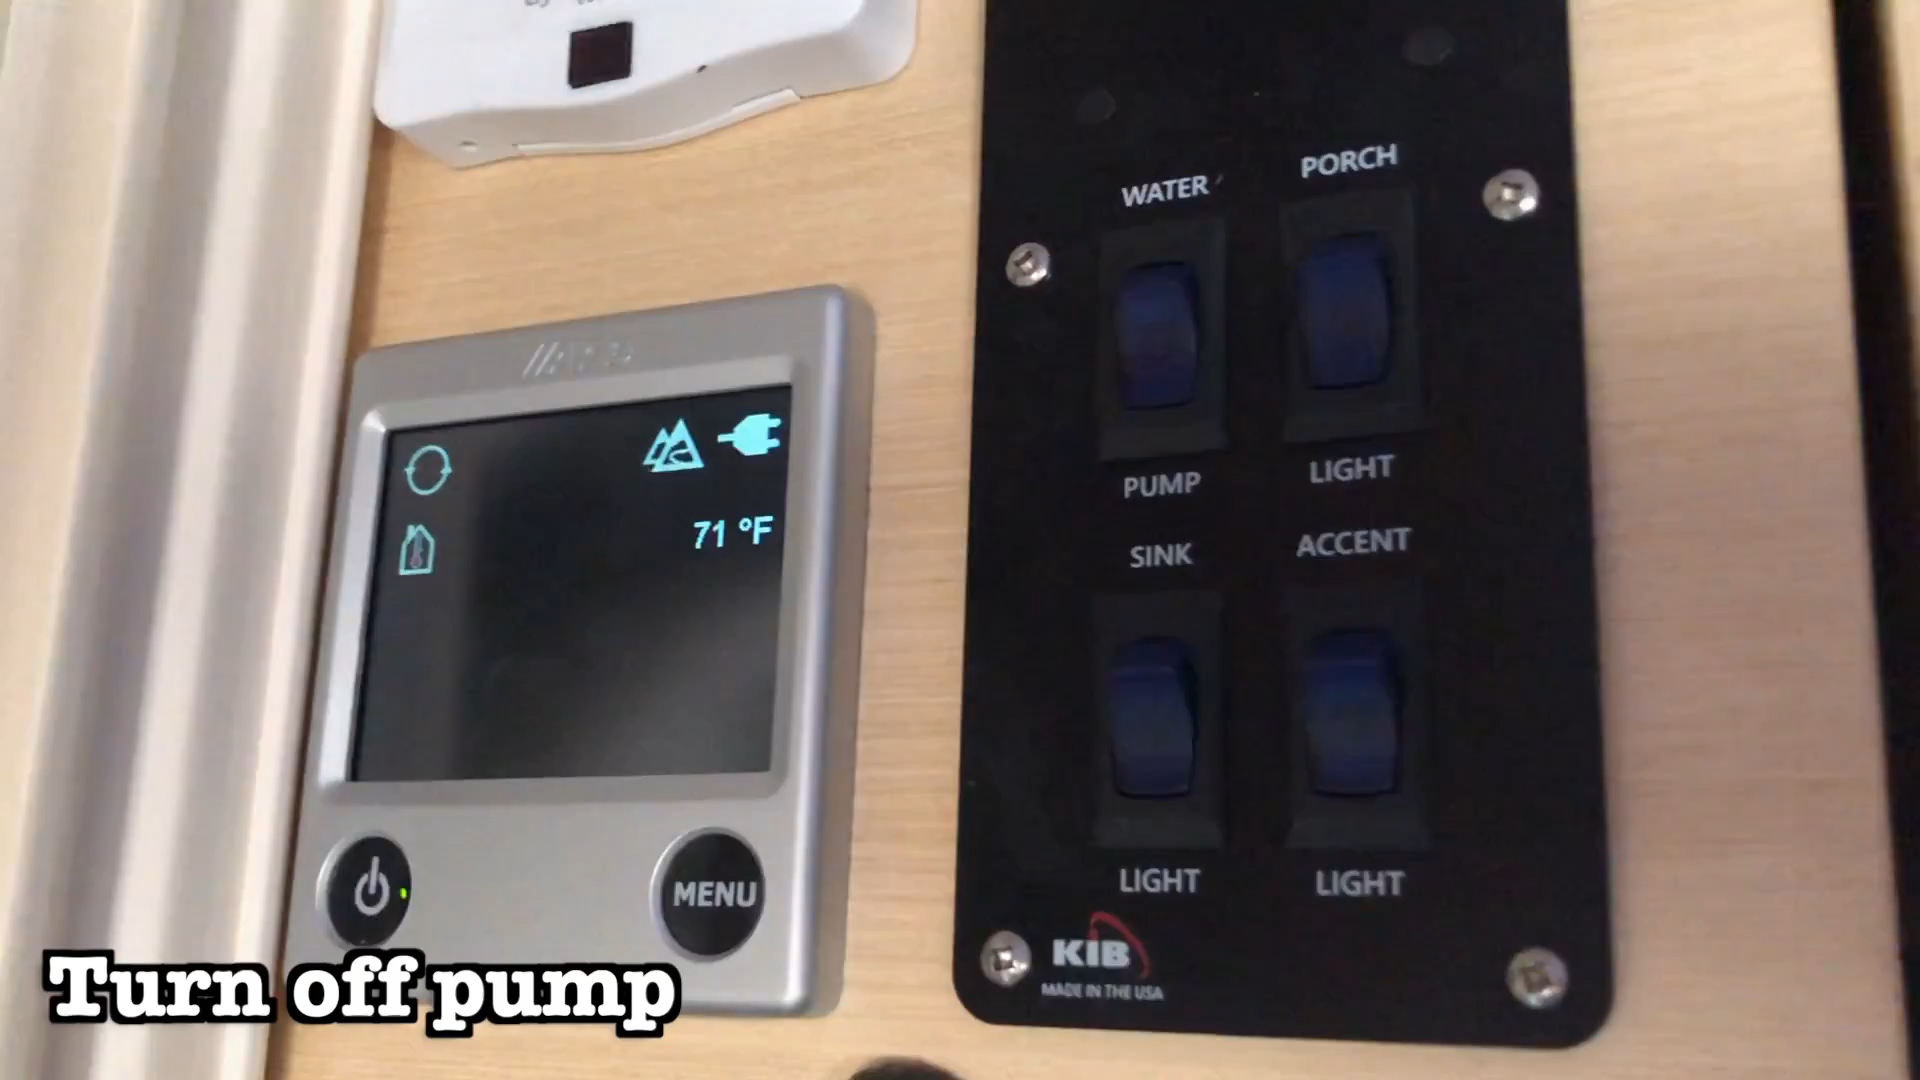 WATER
PUMP
PORCH
LIGHT
71 °F
SINK
LIGHT
ACCENT
LIGHT
MENU
KIB
MADE IN THE USA
Turn off pump